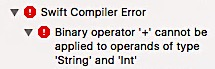 Swift Compiler Error
Binary operator '+' cannot be
applied to operands of type
'String' and 'Int'